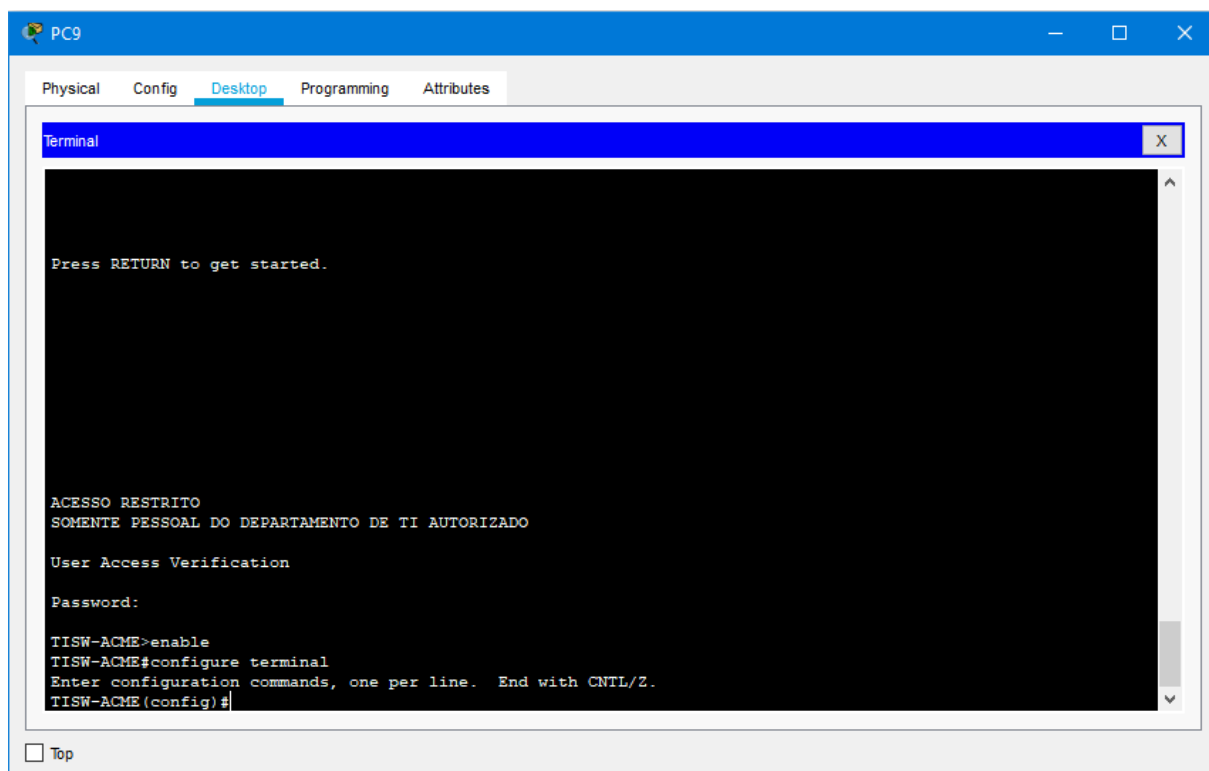 PC9
Physical Config Desktop Programming Attributes
Terminal
X
Press RETURN to get started.
ACESSO RESTRITO
SOMENTE PESSOAL DO DEPARTAMENTO DE TI AUTORIZADO
User Access Verification
Password:
TISW-ACME>enable
TISW-ACME#configure terminal
Enter configuration commands, one per line.  End with CNTL/Z.
TISW-ACME(config)#
Top